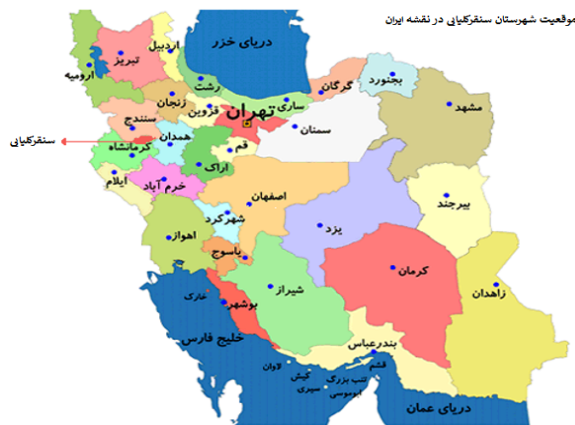 موقعیت شهرستان سنقرکلیایی در نقشه ایران
دریای خزر
اردبیل
تبریز
ارومیه
رشت
گرگان
بجنورد
مشهد
زنجان
قزوین
ساری
تهران
سنندج
همدان
سمنان
سنقرکلیایی
کرمانشاه
قم
اراک
ایلام
خرم آباد
اصفهان
بیرجند
شهرکرد
یزد
اهواز
یاسوج
کرمان
زاهدان
شیراز
خارک
بوشهر
خلیج فارس
بندرعباس
قشم
لاوان
کیش
تنب بزرگ
سیری
ابوموسی
دریای عمان